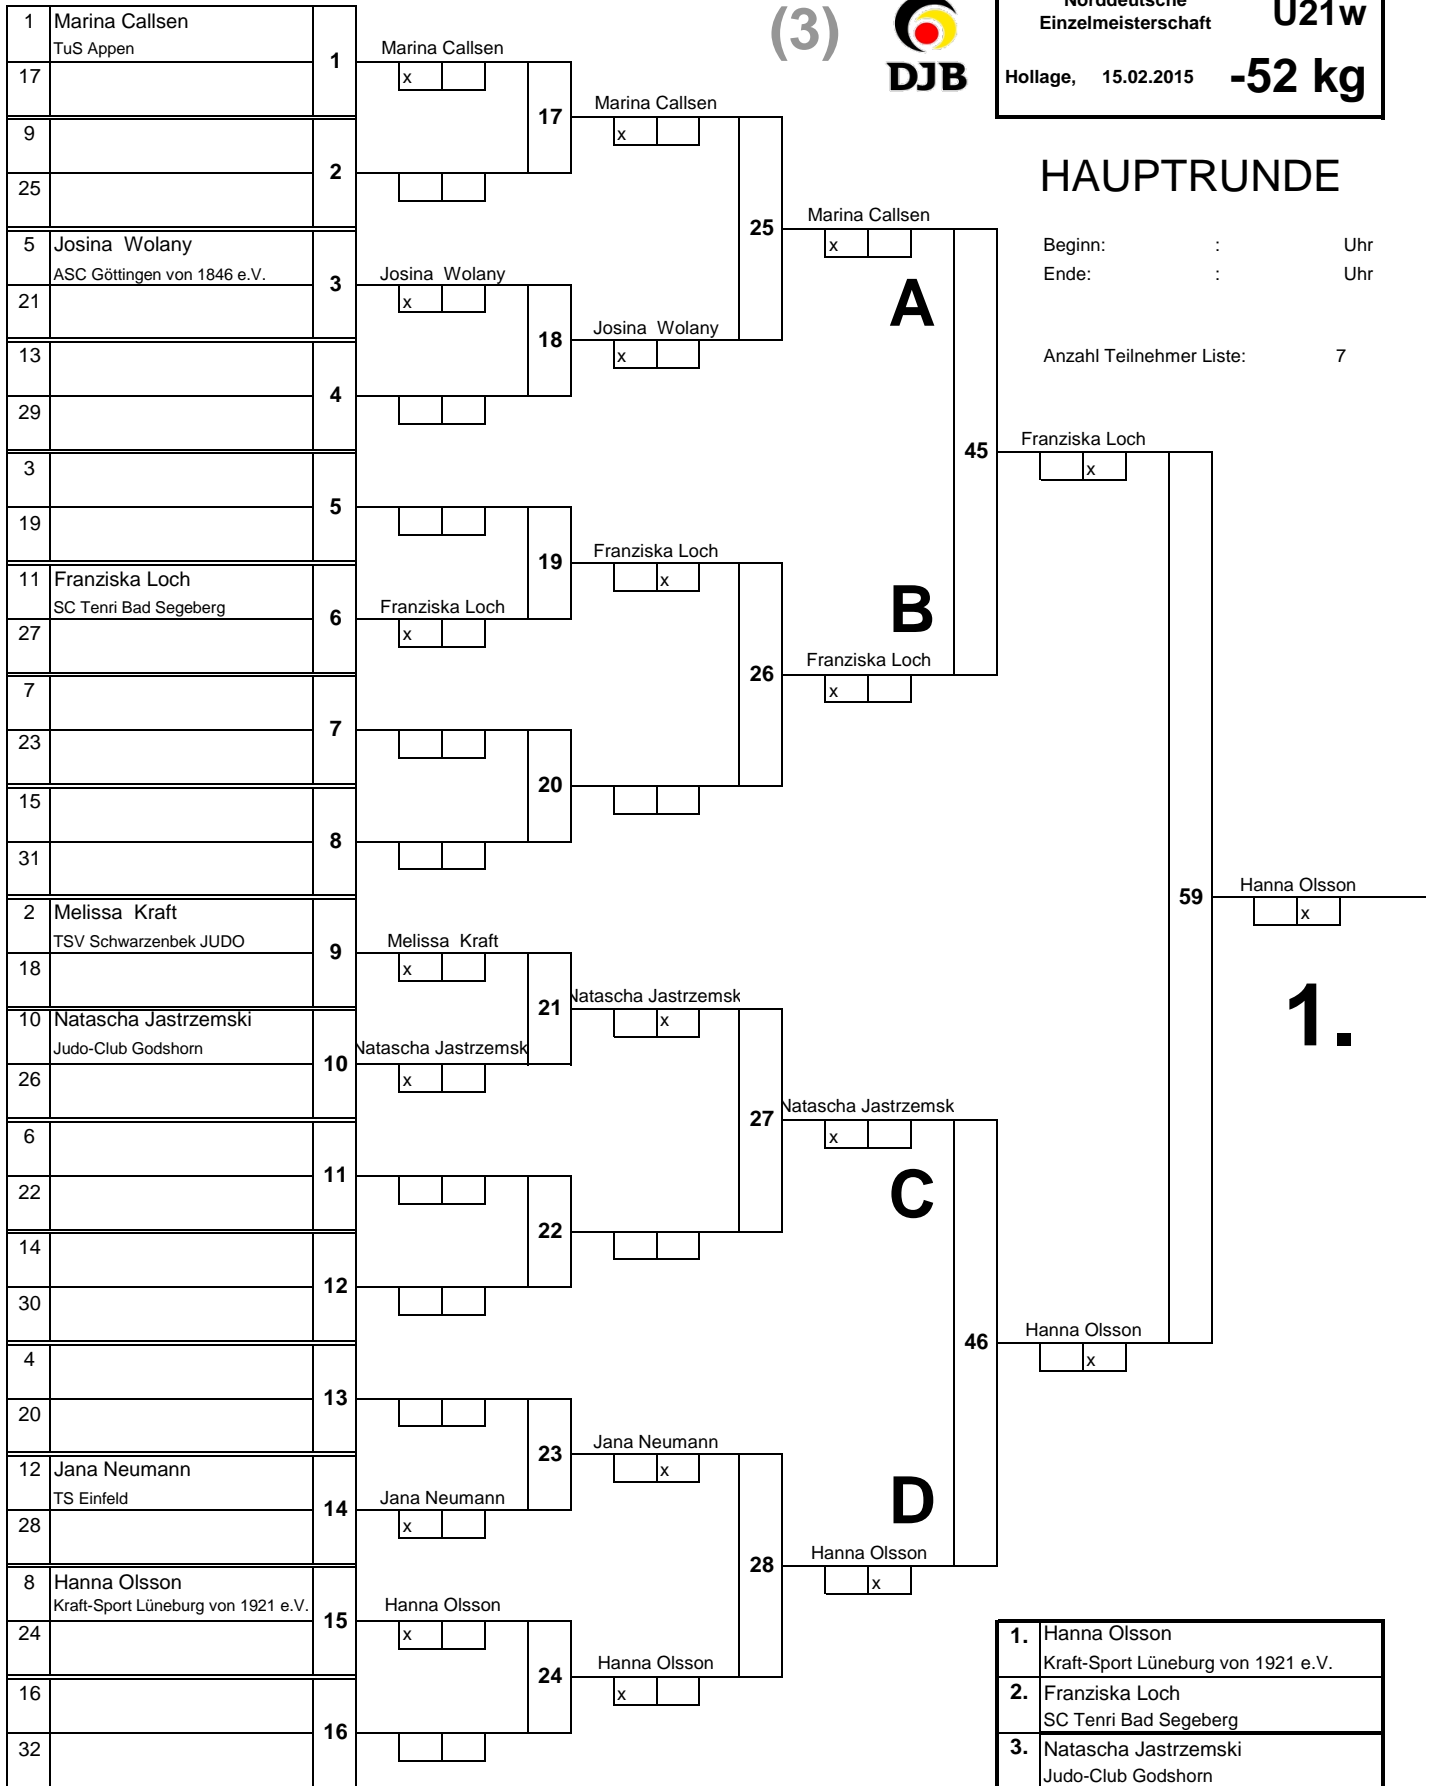 (3)
DJB
Norddeutsche
Einzelmeisterschaft
U21w
Hollage, 15.02.2015 -52 kg
HAUPTRUNDE
Beginn: : Uhr
Ende: : Uhr
Anzahl Teilnehmer Liste: 7
1 Marina Callsen
TuS Appen
17
1
9
25
2
5 Josina Wolany
ASC Göttingen von 1846 e.V.
21
3
13
29
4
3
19
5
11 Franziska Loch
SC Tenri Bad Segeberg
27
6
7
23
7
15
31
8
2 Melissa Kraft
TSV Schwarzenbek JUDO
18
9
10 Natascha Jastrzemski
Judo-Club Godshorn
26
10
6
22
11
14
30
12
4
20
13
12 Jana Neumann
TS Einfeld
28
14
8 Hanna Olsson
Kraft-Sport Lüneburg von 1921 e.V.
24
15
16
32
16
Marina Callsen
x
17
Josina Wolany
x
18
19
Franziska Loch
x
20
Melissa Kraft
x
21
Natascha Jastrzemsk
x
22
23
Jana Neumann
x
Hanna Olsson
x
24
Marina Callsen
x
25
Josina Wolany
x
Franziska Loch
x
26
Natascha Jastrzemsk
x
27
Jana Neumann
x
28
Hanna Olsson
x
Marina Callsen
x
A
45
B
Franziska Loch
x
Natascha Jastrzemsk
x
C
46
D
Hanna Olsson
x
Franziska Loch
x
59
Hanna Olsson
x
Hanna Olsson
x
1.
1. Hanna Olsson
Kraft-Sport Lüneburg von 1921 e.V.
2. Franziska Loch
SC Tenri Bad Segeberg
3. Natascha Jastrzemski
Judo-Club Godshorn